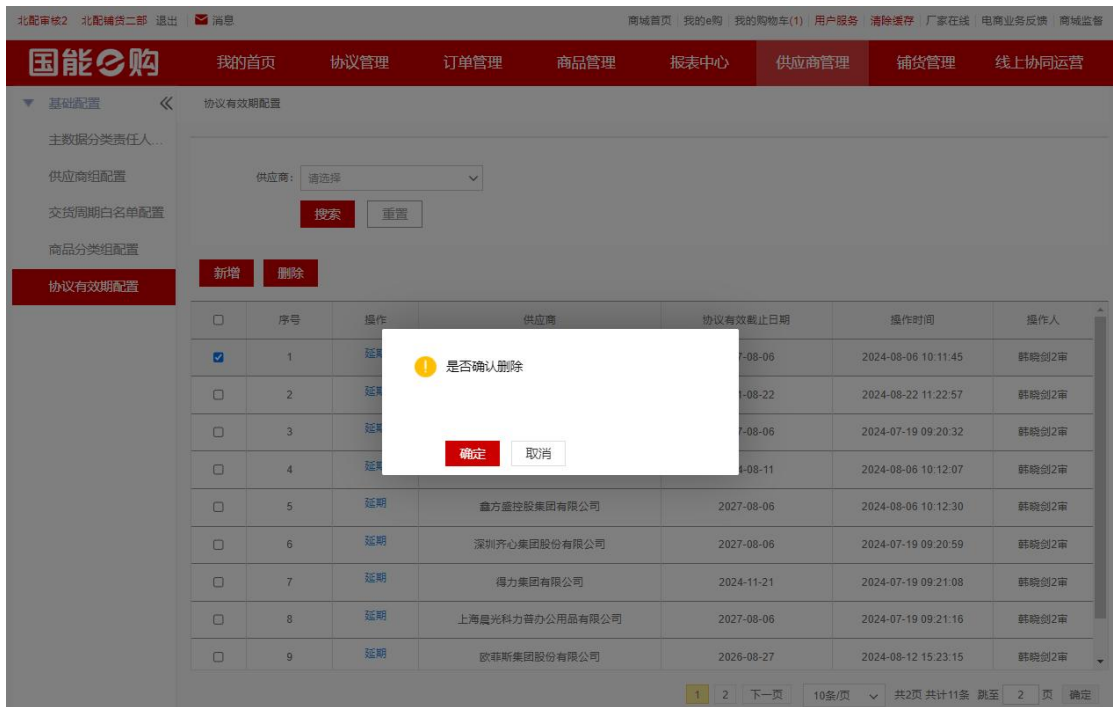 北配审核2 北配铺货二部 退出 消息 商城首页 我的e购 我的购物车(1) 用户服务 清除缓存 厂家在线 电商业务反馈 商城监督
国能e购 我的首页 协议管理 订单管理 商品管理 报表中心 供应商管理 铺货管理 线上协同运营
基础配置 协议有效期配置
主数据分类责任人...
供应商组配置 供应商: 请选择
交货周期白名单配置 搜索 重置
商品分类组配置
协议有效期配置 新增 删除
序号 操作 供应商 协议有效截止日期 操作时间 操作人
1 -08-06 2024-08-06 10:11:45 韩晓剑2审
是否确认删除
2 -08-22 2024-08-22 11:22:57 韩晓剑2审
3 -08-06 2024-07-19 09:20:32 韩晓剑2审
确定 取消
4 -08-11 2024-08-06 10:12:07 韩晓剑2审
5 延期 鑫方盛控股集团有限公司 2027-08-06 2024-08-06 10:12:30 韩晓剑2审
6 延期 深圳齐心集团股份有限公司 2027-08-06 2024-07-19 09:20:59 韩晓剑2审
7 延期 得力集团有限公司 2024-11-21 2024-07-19 09:21:08 韩晓剑2审
8 延期 上海晨光科力普办公用品有限公司 2027-08-06 2024-07-19 09:21:16 韩晓剑2审
9 延期 欧菲斯集团股份有限公司 2026-08-27 2024-08-12 15:23:15 韩晓剑2审
1 2 下一页 10条/页 共2页 共计11条 跳至 2 页 确定